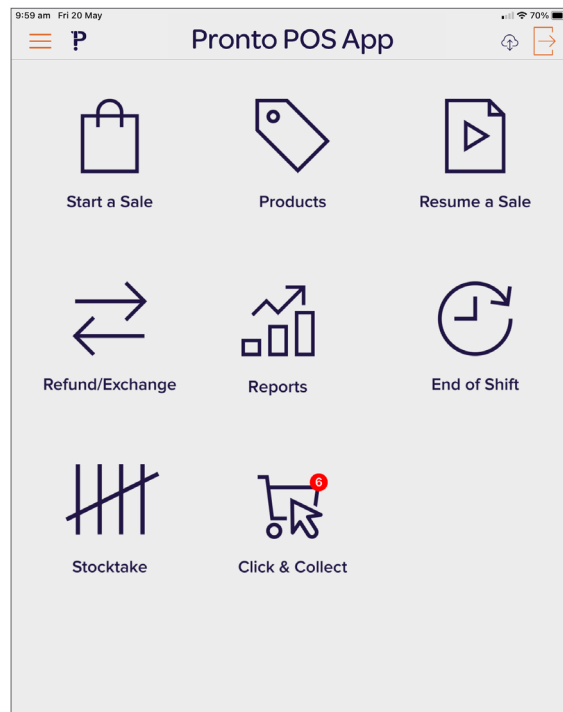 9:59 am Fri 20 May
70%
Pronto POS App
Start a Sale
Products
Resume a Sale
Refund/Exchange
Reports
End of Shift
6
Stocktake
Click & Collect